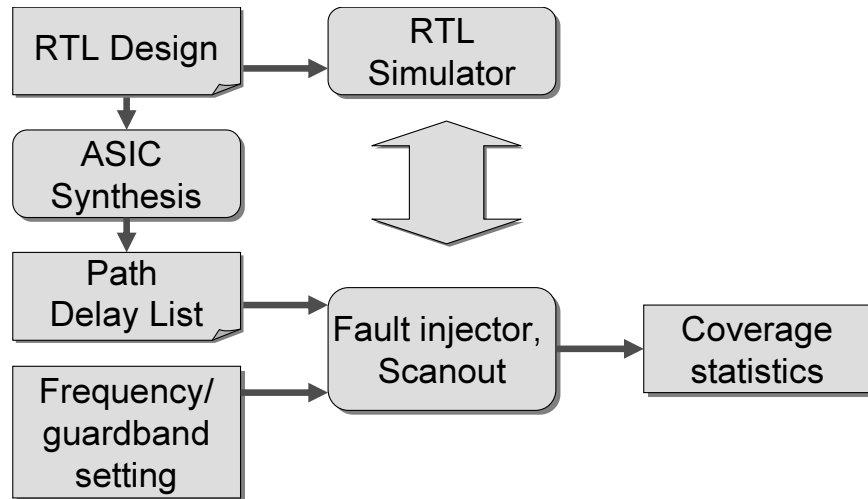 RTL Design
RTL
Simulator
ASIC
Synthesis
Path
Delay List
Fault injector,
Scanout
Coverage
statistics
Frequency/
guardband
setting